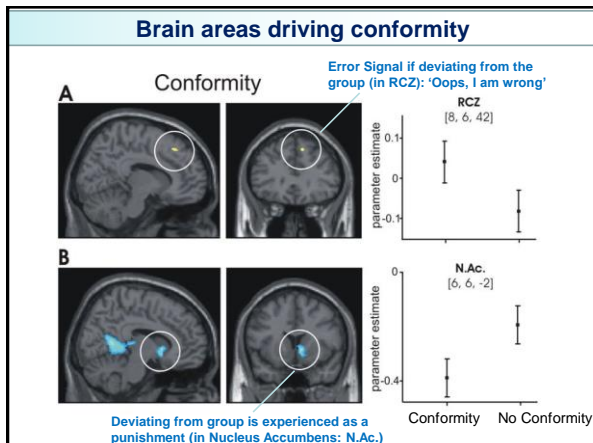 Brain areas driving conformity
Error Signal if deviating from the
group (in RCZ): ‘Oops, I am wrong’
Conformity
A
RCZ
[8, 6, 42]
parameter estimate
0.1
0
-0.1
B
N.Ac.
[6, 6, -2]
parameter estimate
0
-0.4
Conformity No Conformity
Deviating from group is experienced as a
punishment (in Nucleus Accumbens: N.Ac.)